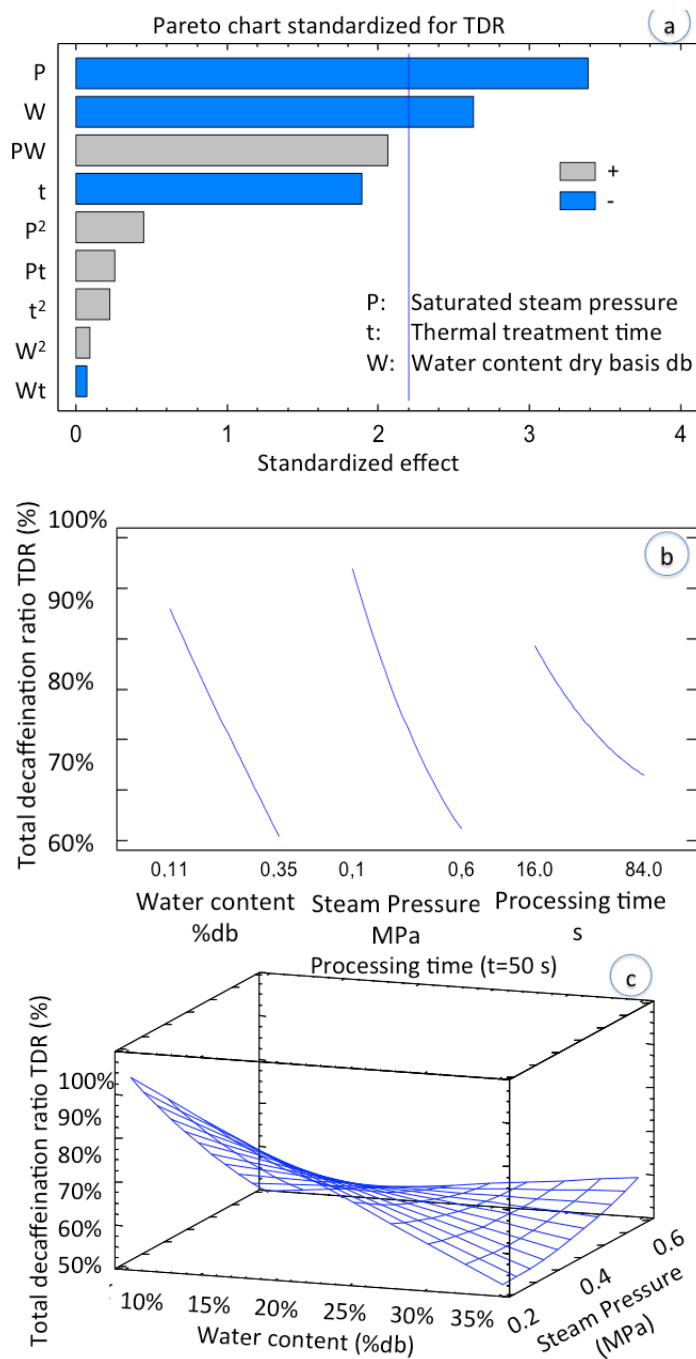 Pareto chart standardized for TDR
a
P
W
PW
t
P²
Pt
t²
W²
Wt
+
-
P: Saturated steam pressure
t: Thermal treatment time
W: Water content dry basis db
0 1 2 3 4
Standardized effect
b
Total decaffeination ratio TDR (%)
100%
90%
80%
70%
60%
0,11 0,35 0,1 0,6 16.0 84.0
Water content %db
Steam Pressure MPa
Processing time s
Processing time (t=50 s)
c
Total decaffeination ratio TDR (%)
100%
90%
80%
70%
60%
50%
10% 15% 20% 25% 30% 35%
Water content (%db)
0.2 0.4 0.6
Steam Pressure
(MPa)